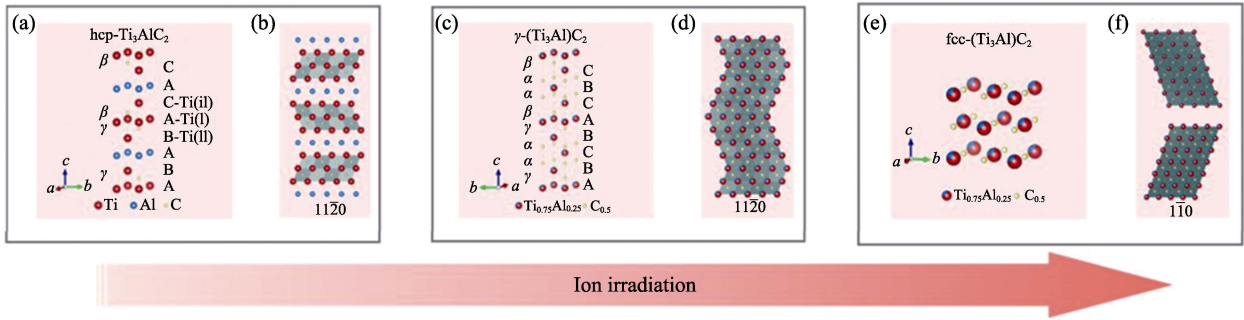 (a)
hcp-Ti₃AlC₂
β
C
A
C-Ti(il)
β
A-Ti(l)
γ
B-Ti(ll)
A
B
γ
A
c
a
b
Ti Al C
(b)
112̄0
(c)
γ-(Ti₃Al)C₂
β
C
α
B
α
C
β
A
γ
B
α
C
α
B
γ
A
c
b
a
Ti₀.₇₅Al₀.₂₅ C₀.₅
(d)
112̄0
(e)
fcc-(Ti₃Al)C₂
c
a
b
Ti₀.₇₅Al₀.₂₅ C₀.₅
(f)
11̄0
Ion irradiation